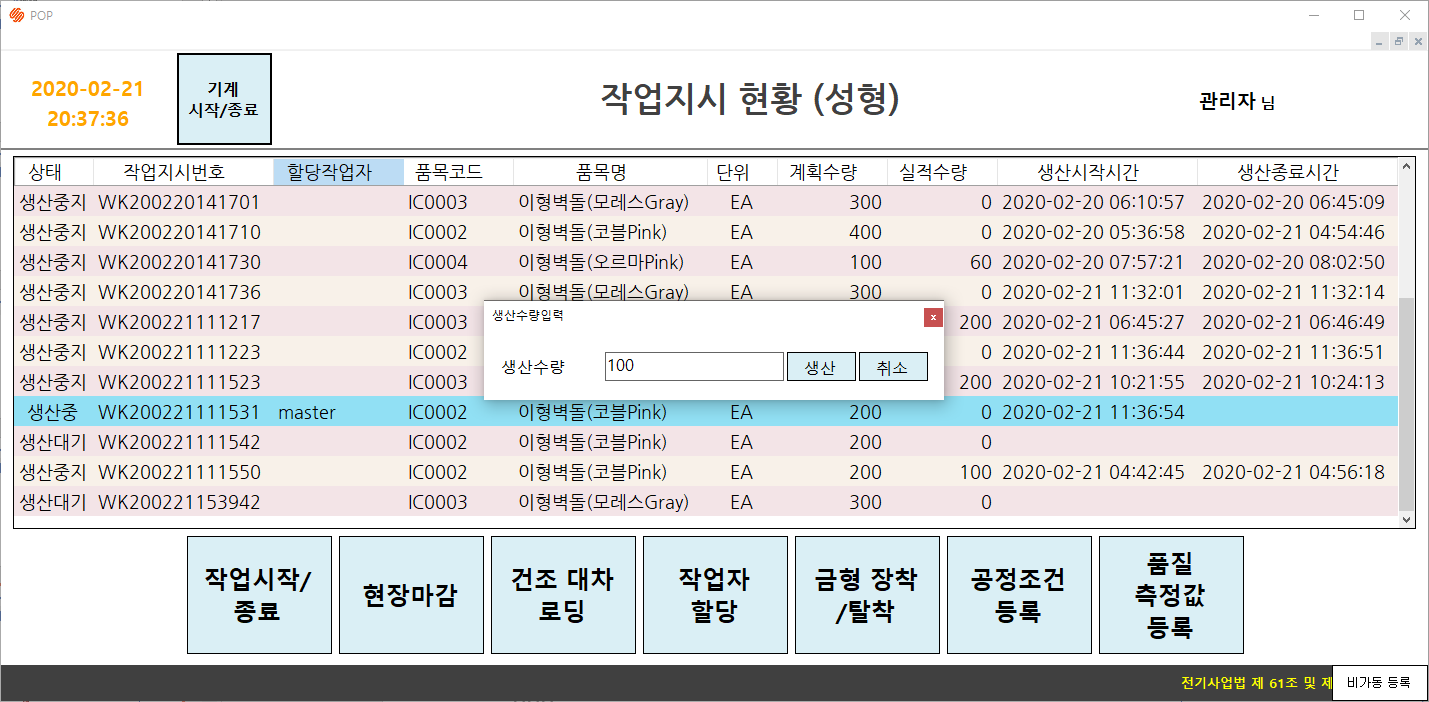 POP
2020-02-21
20:37:36
기계
시작/종료
작업지시 현황 (성형)
관리자 님
상태 작업지시번호 할당작업자 품목코드 품목명 단위 계획수량 실적수량 생산시작시간 생산종료시간
생산중지 WK200220141701 IC0003 이형벽돌(모레스Gray) EA 300 0 2020-02-20 06:10:57 2020-02-20 06:45:09
생산중지 WK200220141710 IC0002 이형벽돌(코블Pink) EA 400 0 2020-02-20 05:36:58 2020-02-21 04:54:46
생산중지 WK200220141730 IC0004 이형벽돌(오르마Pink) EA 100 60 2020-02-20 07:57:21 2020-02-20 08:02:50
생산중지 WK200220141736 IC0003 이형벽돌(모레스Gray) EA 300 0 2020-02-21 11:32:01 2020-02-21 11:32:14
생산중지 WK200221111217 IC0003 200 2020-02-21 06:45:27 2020-02-21 06:46:49
생산중지 WK200221111223 IC0002 0 2020-02-21 11:36:44 2020-02-21 11:36:51
생산중지 WK200221111523 IC0003 200 2020-02-21 10:21:55 2020-02-21 10:24:13
생산중 WK200221111531 master IC0002 이형벽돌(코블Pink) EA 200 0 2020-02-21 11:36:54
생산대기 WK200221111542 IC0002 이형벽돌(코블Pink) EA 200 0
생산중지 WK200221111550 IC0002 이형벽돌(코블Pink) EA 200 100 2020-02-21 04:42:45 2020-02-21 04:56:18
생산대기 WK200221153942 IC0003 이형벽돌(모레스Gray) EA 300 0
생산수량입력
생산수량 100 생산 취소
작업시작/
종료
현장마감
건조 대차
로딩
작업자
할당
금형 장착
/탈착
공정조건
등록
품질
측정값
등록
전기사업법 제 61조 및 제
비가동 등록